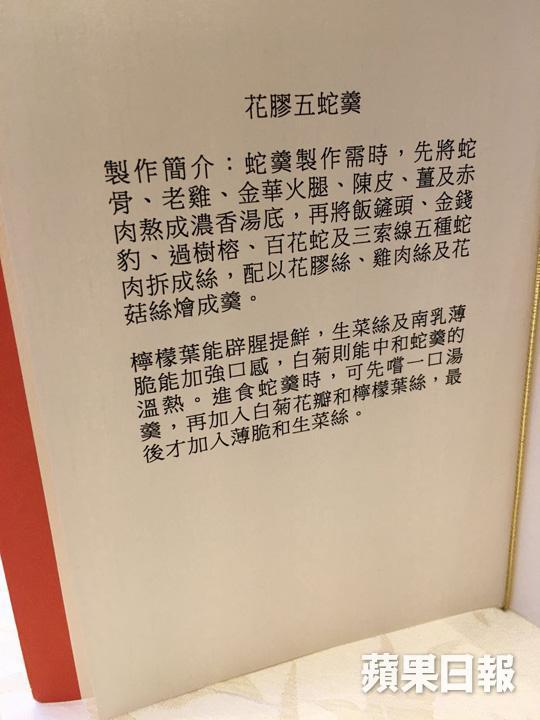 花膠五蛇羹
製作簡介：蛇羹製作需時，先將蛇
骨、老雞、金華火腿、陳皮、薑及赤
肉熬成濃香湯底，再將飯鏟頭、金錢
豹、過樹榕、百花蛇及三索線五種蛇
肉拆成絲，配以花膠絲、雞肉絲及花
菇絲燴成羹。
檸檬葉能辟腥提鮮，生菜絲及南乳薄
脆能加強口感，白菊則能中和蛇羹的
溫熱。進食蛇羹時，可先嚐一口湯
羹，再加入白菊花瓣和檸檬葉絲，最
後才加入薄脆和生菜絲。
蘋果日報